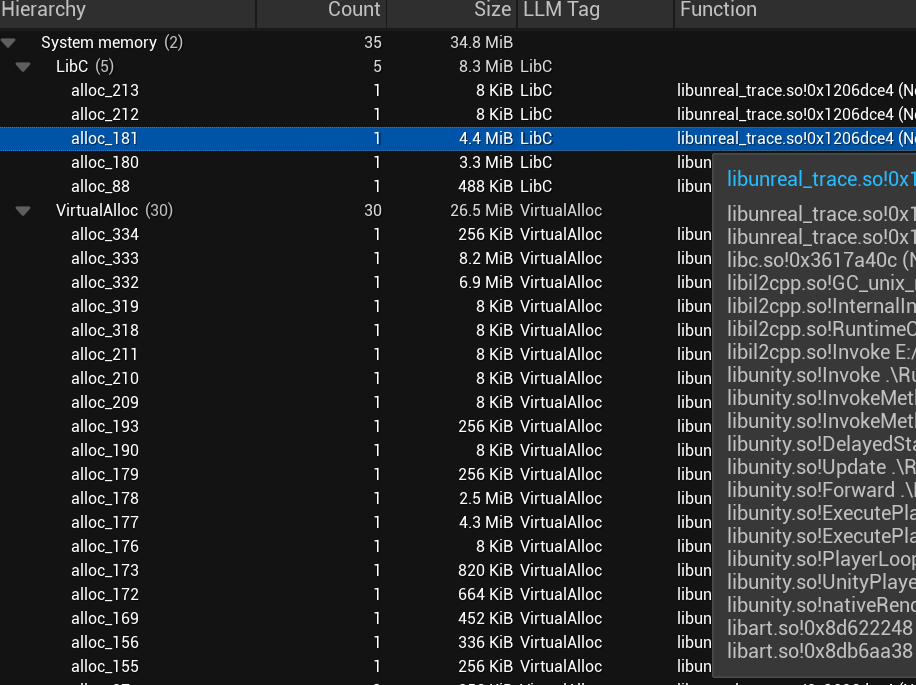 Hierarchy Count Size LLM Tag Function
System memory (2) 35 34.8 MiB
LibC (5) 5 8.3 MiB LibC
alloc_213 1 8 KiB LibC libunreal_trace.so!0x1206dce4 (No
alloc_212 1 8 KiB LibC libunreal_trace.so!0x1206dce4 (No
alloc_181 1 4.4 MiB LibC libunreal_trace.so!0x1206dce4 (No
alloc_180 1 3.3 MiB LibC libun
alloc_88 1 488 KiB LibC libun
VirtualAlloc (30) 30 26.5 MiB VirtualAlloc
alloc_334 1 256 KiB VirtualAlloc libun
alloc_333 1 8.2 MiB VirtualAlloc libun
alloc_332 1 6.9 MiB VirtualAlloc libun
alloc_319 1 8 KiB VirtualAlloc libun
alloc_318 1 8 KiB VirtualAlloc libun
alloc_211 1 8 KiB VirtualAlloc libun
alloc_210 1 8 KiB VirtualAlloc libun
alloc_209 1 8 KiB VirtualAlloc libun
alloc_193 1 256 KiB VirtualAlloc libun
alloc_190 1 8 KiB VirtualAlloc libun
alloc_179 1 256 KiB VirtualAlloc libun
alloc_178 1 2.5 MiB VirtualAlloc libun
alloc_177 1 4.3 MiB VirtualAlloc libun
alloc_176 1 8 KiB VirtualAlloc libun
alloc_173 1 820 KiB VirtualAlloc libun
alloc_172 1 664 KiB VirtualAlloc libun
alloc_169 1 452 KiB VirtualAlloc libun
alloc_156 1 336 KiB VirtualAlloc libun
alloc_155 1 256 KiB VirtualAlloc libun
libunreal_trace.so!0x1
libunreal_trace.so!0x1
libunreal_trace.so!0x1
libc.so!0x3617a40c (N
libil2cpp.so!GC_unix_
libil2cpp.so!InternalIn
libil2cpp.so!RuntimeC
libil2cpp.so!Invoke E:/
libunity.so!Invoke .\Ru
libunity.so!InvokeMet
libunity.so!InvokeMet
libunity.so!DelayedSta
libunity.so!Update .\R
libunity.so!Forward .\
libunity.so!ExecutePla
libunity.so!ExecutePla
libunity.so!PlayerLoop
libunity.so!UnityPlaye
libunity.so!nativeRend
libart.so!0x8d622248
libart.so!0x8db6aa38